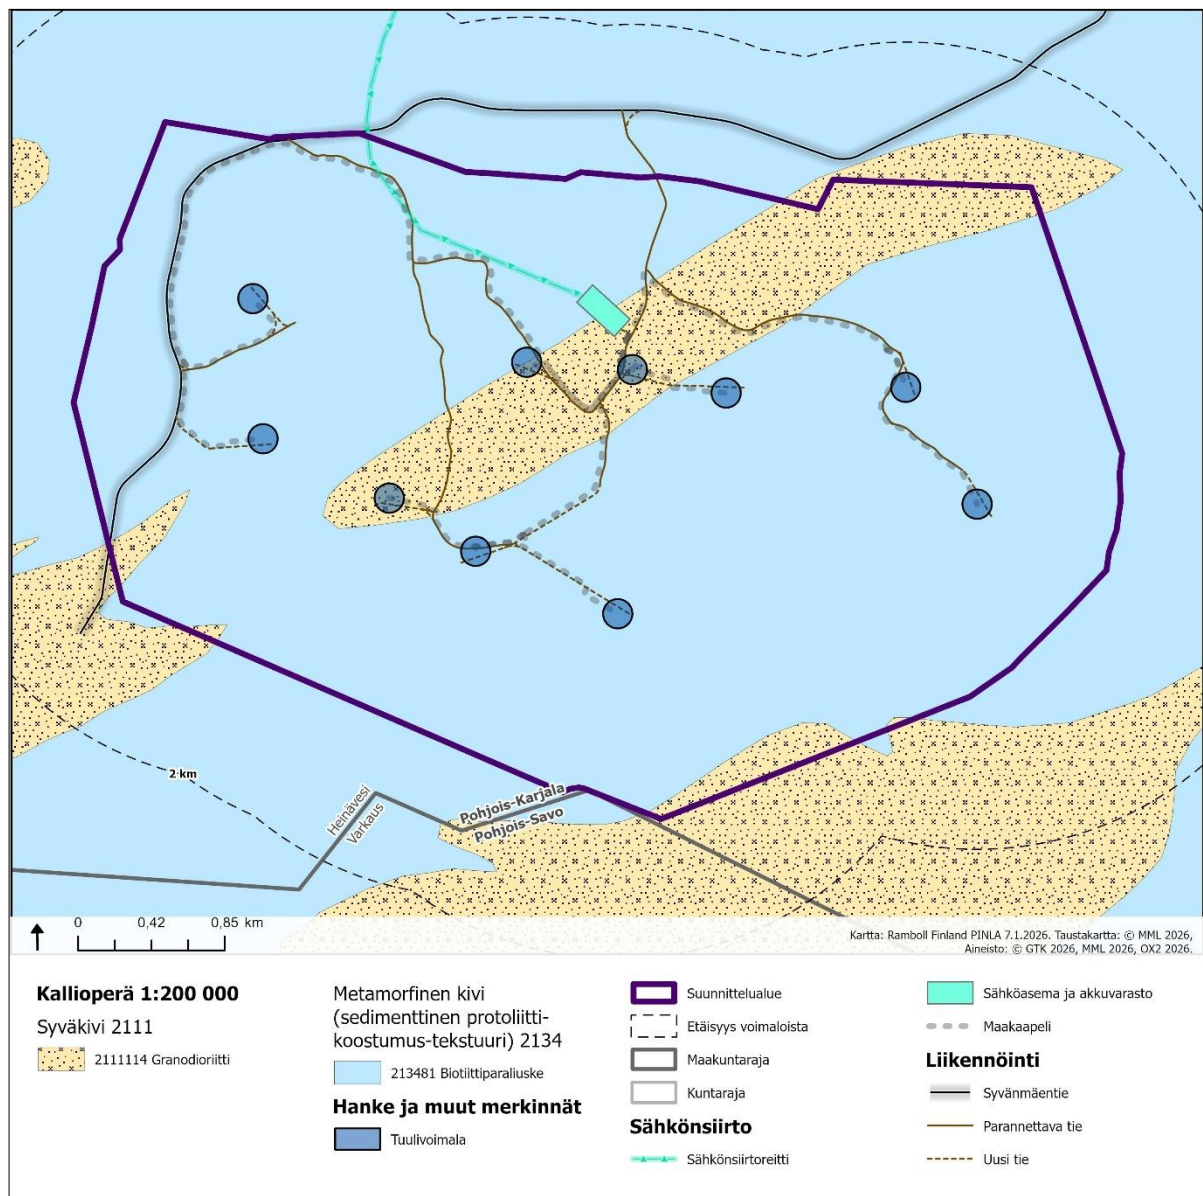 2 km
Heinävesi
Varkaus
Pohjois-Karjala
Pohjois-Savo
0 0,42 0,85 km
Kartta: Ramboll Finland PINLA 7.1.2026. Taustakartta: © MML 2026,
Aineisto: © GTK 2026, MML 2026, OX2 2026.
Kallioperä 1:200 000
Syväkivi 2111
2111114 Granodioriitti
Metamorfinen kivi
(sedimenttinen protoliitti-
koostumus-tekstuuri) 2134
213481 Biotiittiparaliuske
Hanke ja muut merkinnät
Tuulivoimala
Suunnittelualue
Etäisyys voimaloista
Maakuntaraja
Kuntaraja
Sähkönsiirto
Sähkönsiirtoreitti
Sähköasema ja akkuvarasto
Maakaapeli
Liikennöinti
Syvänmäentie
Parannettava tie
Uusi tie